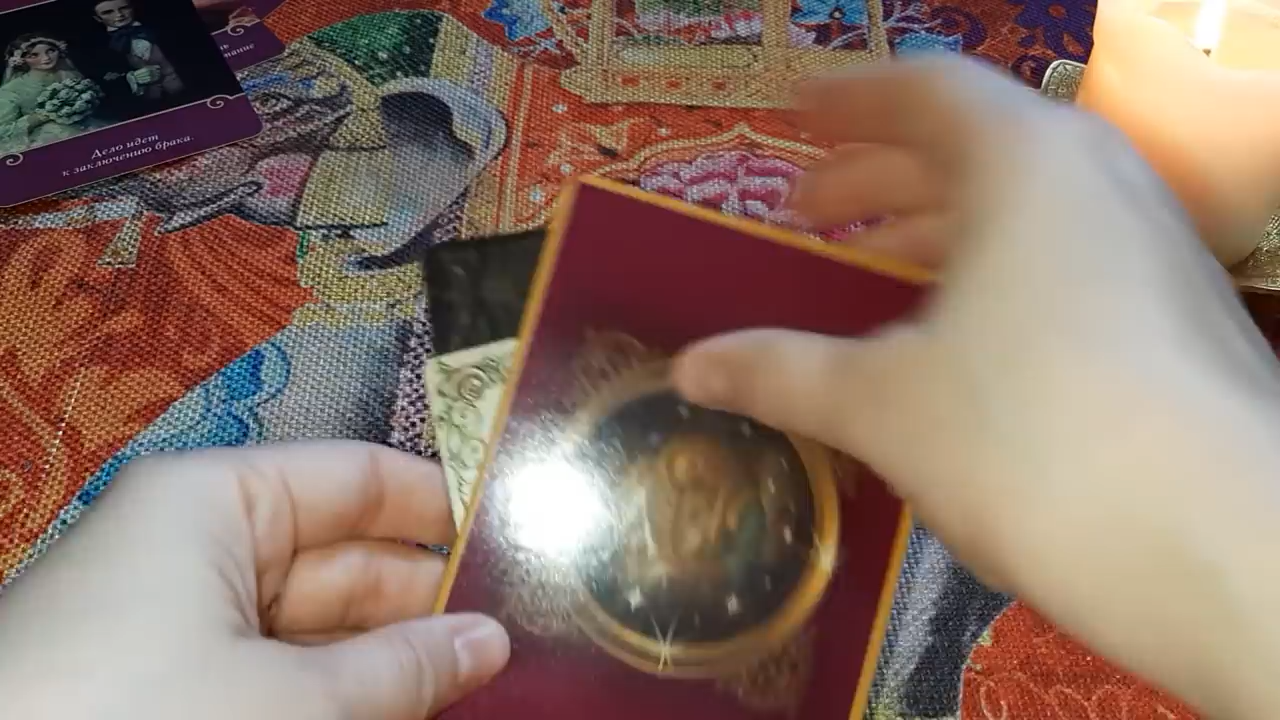 Дело идет
к заключению брака.